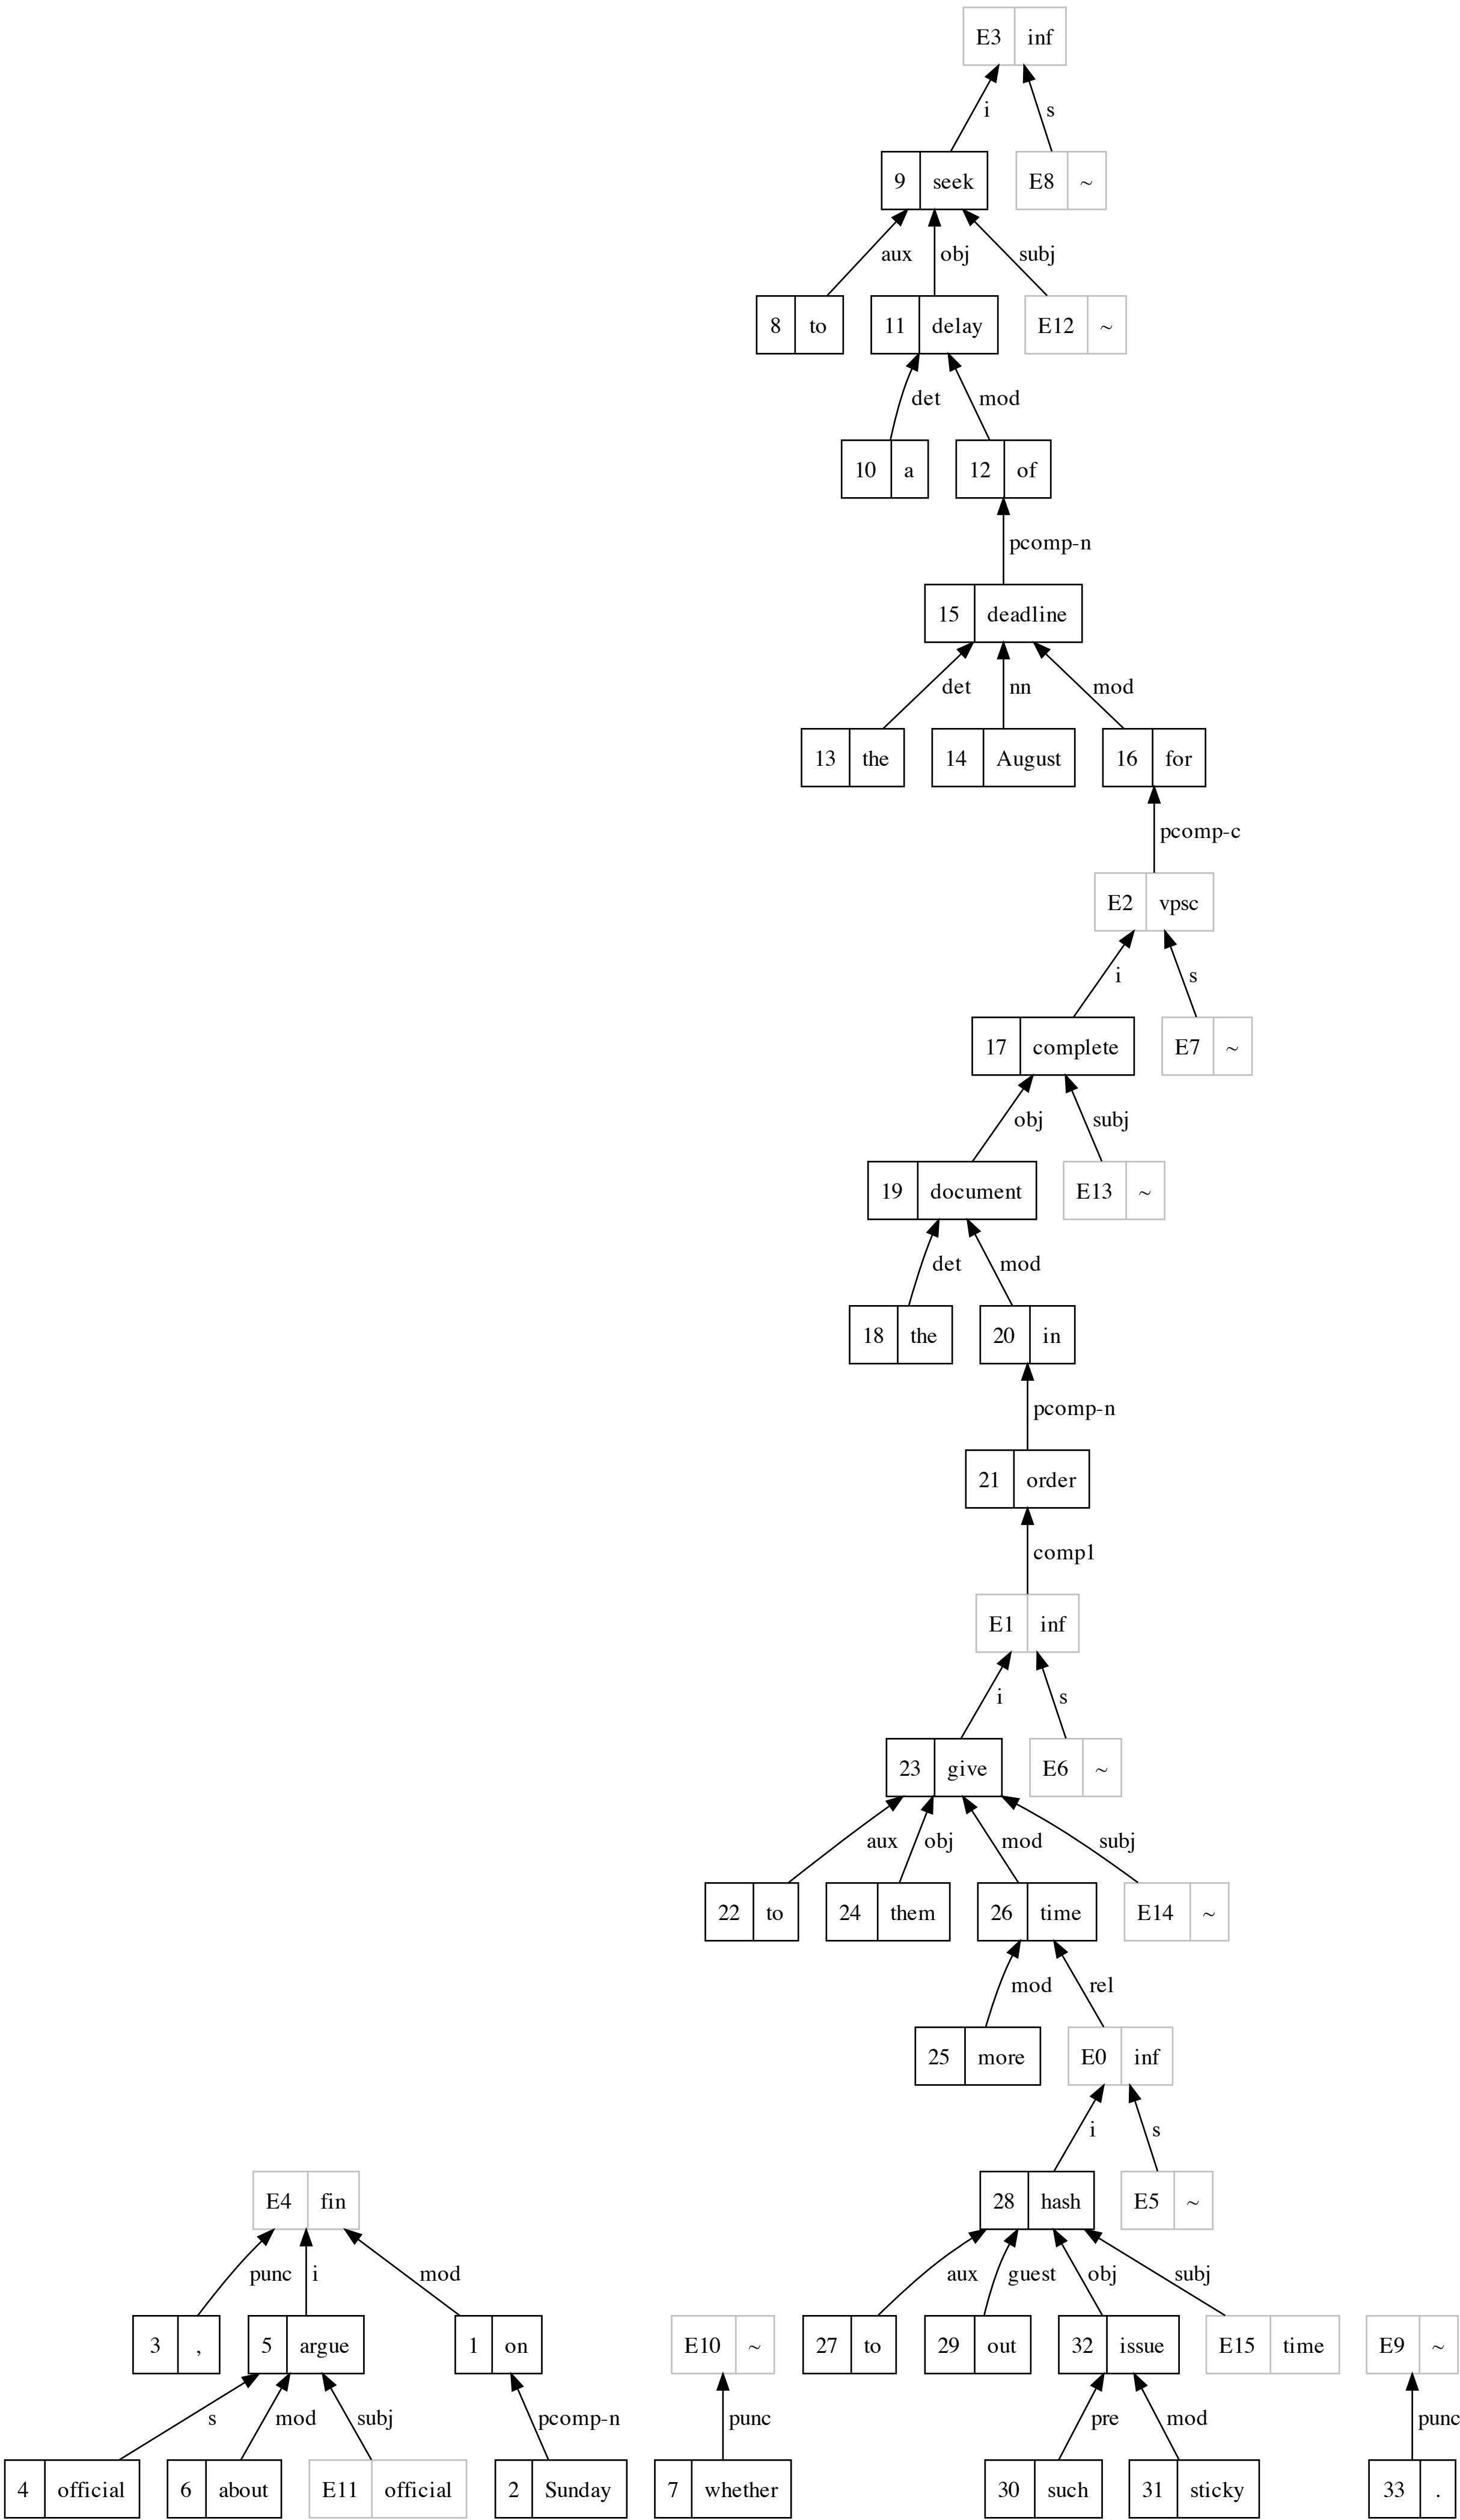 E3 inf
i s
9 seek E8 ~
aux obj subj
8 to 11 delay E12 ~
det mod
10 a 12 of
pcomp-n
15 deadline
det nn mod
13 the 14 August 16 for
pcomp-c
E2 vpsc
i s
17 complete E7 ~
obj subj
19 document E13 ~
det mod
18 the 20 in
pcomp-n
21 order
comp1
E1 inf
i s
23 give E6 ~
aux obj mod subj
22 to 24 them 26 time E14 ~
mod rel
25 more E0 inf
i s
E4 fin 28 hash E5 ~
punc i mod aux guest obj subj
3 , 5 argue 1 on E10 ~ 27 to 29 out 32 issue E15 time E9 ~
s mod subj pcomp-n punc pre mod punc
4 official 6 about E11 official 2 Sunday 7 whether 30 such 31 sticky 33 .